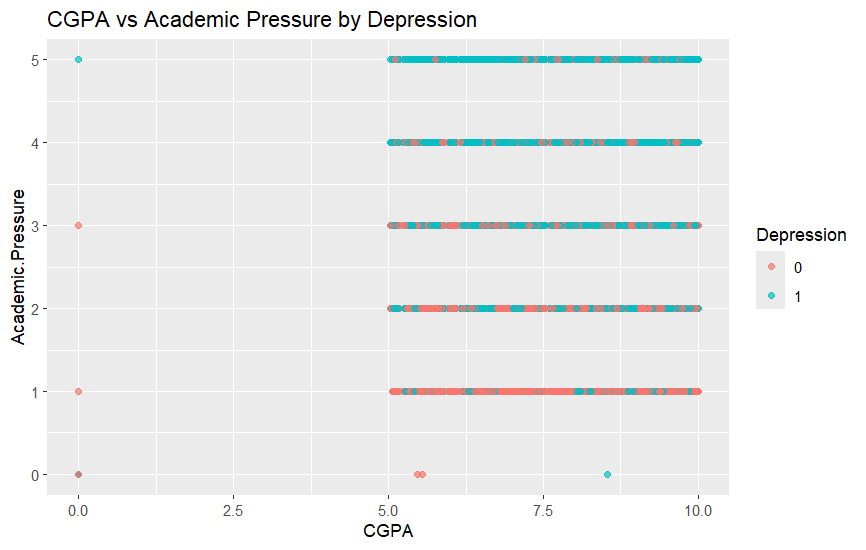 CGPA vs Academic Pressure by Depression
Academic.Pressure
5
4
3
2
1
0
0.0 2.5 5.0 7.5 10.0
CGPA
Depression
0
1